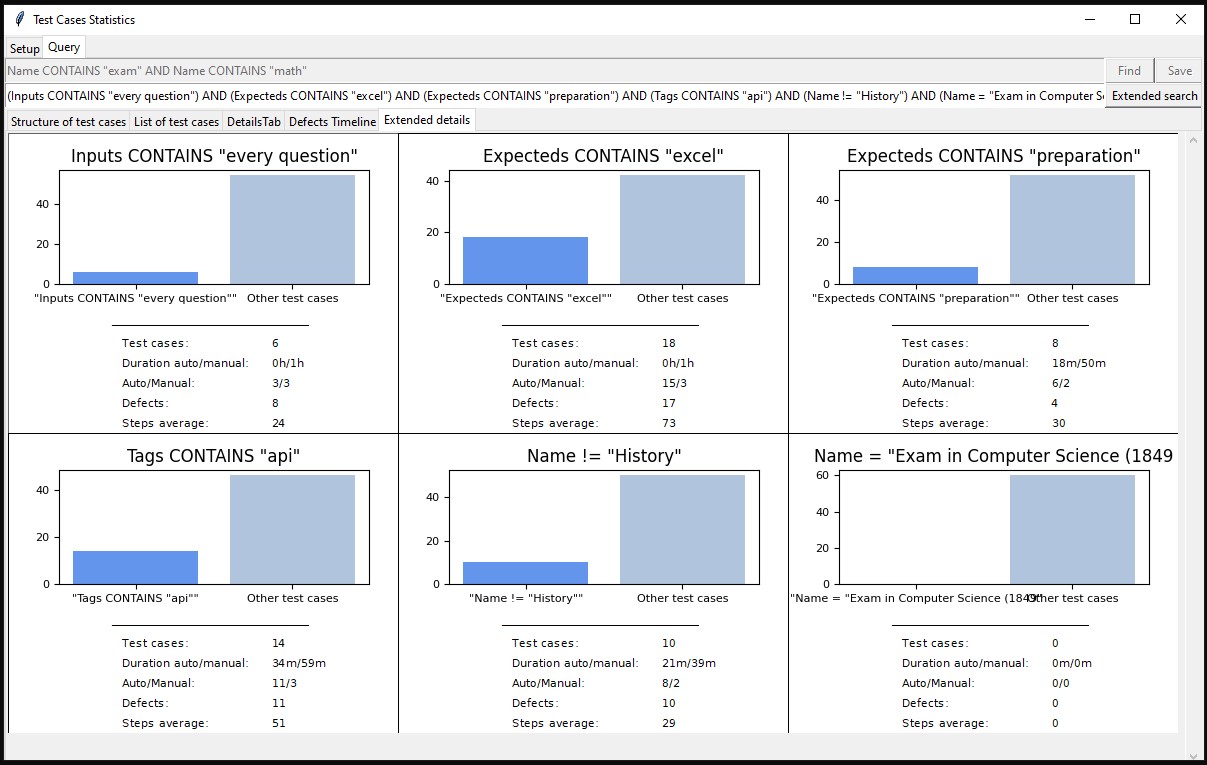 Test Cases Statistics
Setup Query
Name CONTAINS "exam" AND Name CONTAINS "math" Find Save
(Inputs CONTAINS "every question") AND (Expecteds CONTAINS "excel") AND (Expecteds CONTAINS "preparation") AND (Tags CONTAINS "api") AND (Name != "History") AND (Name = "Exam in Computer Sc Extended search
Structure of test cases List of test cases DetailsTab Defects Timeline Extended details
Inputs CONTAINS "every question"
40
20
0
"Inputs CONTAINS "every question"" Other test cases
Test cases: 6
Duration auto/manual: 0h/1h
Auto/Manual: 3/3
Defects: 8
Steps average: 24
Expecteds CONTAINS "excel"
40
20
0
"Expecteds CONTAINS "excel"" Other test cases
Test cases: 18
Duration auto/manual: 0h/1h
Auto/Manual: 15/3
Defects: 17
Steps average: 73
Expecteds CONTAINS "preparation"
40
20
0
"Expecteds CONTAINS "preparation"" Other test cases
Test cases: 8
Duration auto/manual: 18m/50m
Auto/Manual: 6/2
Defects: 4
Steps average: 30
Tags CONTAINS "api"
40
20
0
"Tags CONTAINS "api"" Other test cases
Test cases: 14
Duration auto/manual: 34m/59m
Auto/Manual: 11/3
Defects: 11
Steps average: 51
Name != "History"
40
20
0
"Name != "History"" Other test cases
Test cases: 10
Duration auto/manual: 21m/39m
Auto/Manual: 8/2
Defects: 10
Steps average: 29
Name = "Exam in Computer Science (1849
60
40
20
0
"Name = "Exam in Computer Science (1849"" Other test cases
Test cases: 0
Duration auto/manual: 0m/0m
Auto/Manual: 0/0
Defects: 0
Steps average: 0